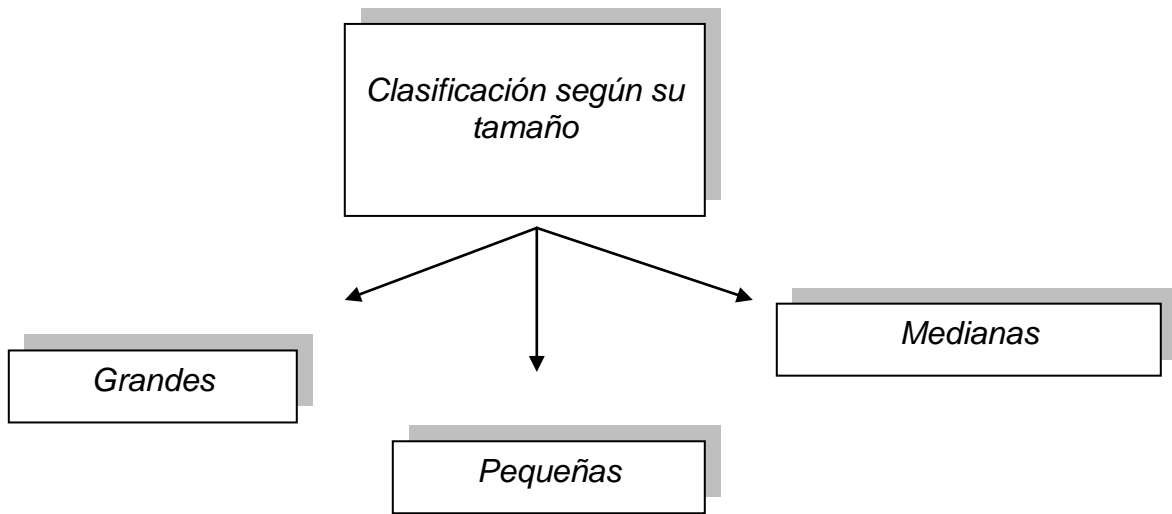 Clasificación según su
tamaño
Grandes
Pequeñas
Medianas